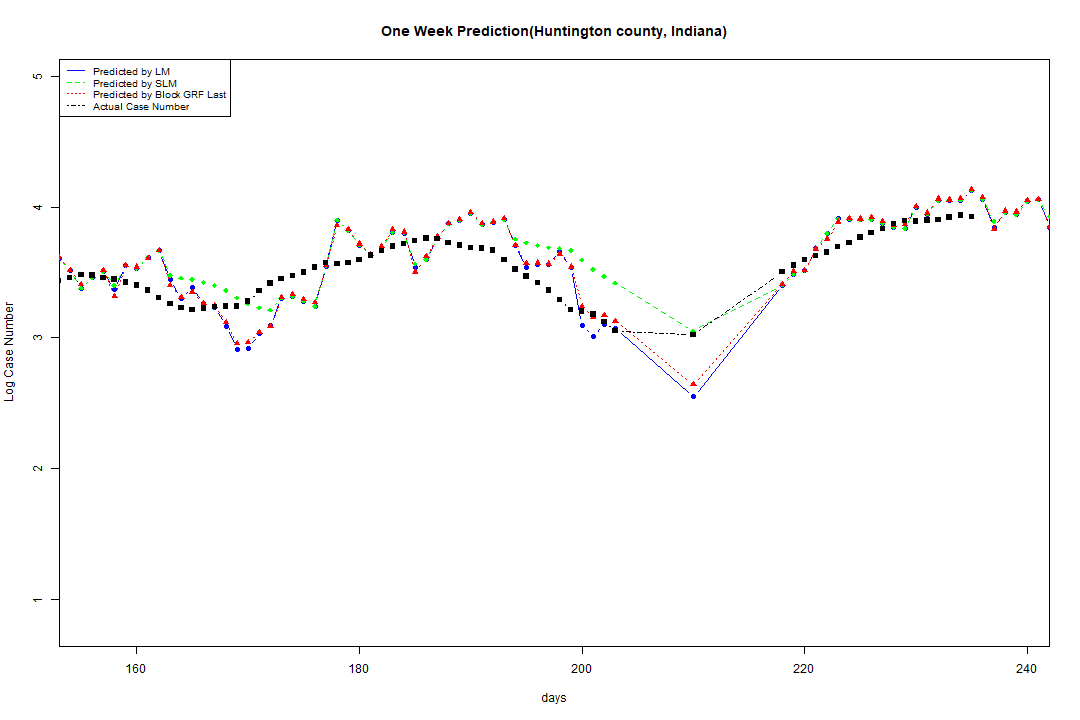 One Week Prediction(Huntington county, Indiana)
Predicted by LM
Predicted by SLM
Predicted by Block GRF Last
Actual Case Number
5
4
3
2
1
Log Case Number
160 180 200 220 240
days